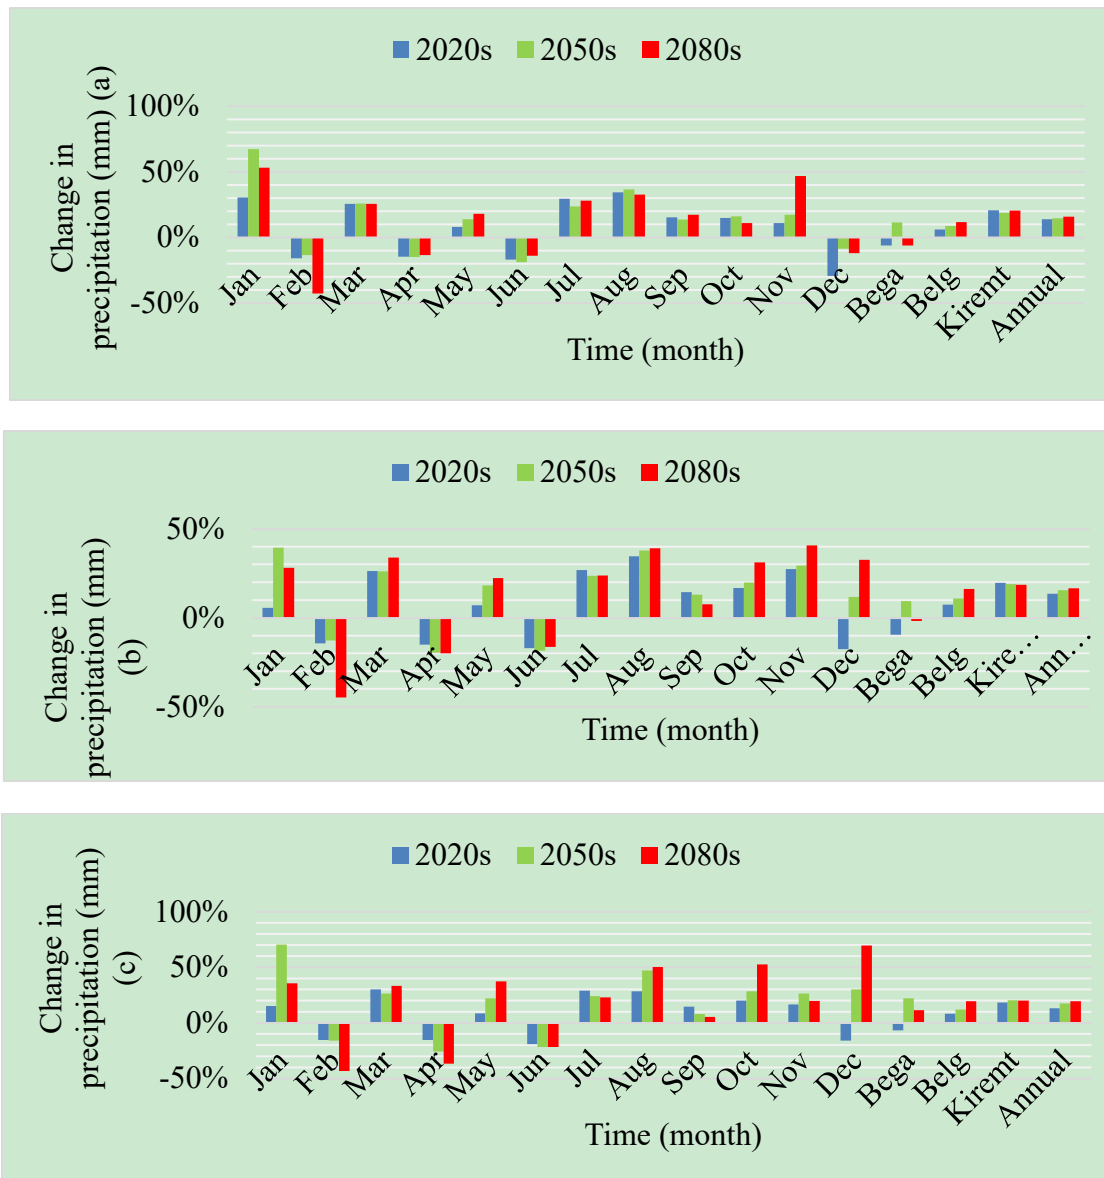 2020s 2050s 2080s
Change in
precipitation (mm) (a)
100%
50%
0%
-50%
Jan Feb Mar Apr May Jun Jul Aug Sep Oct Nov Dec Bega Belg Kiremt Annual
Time (month)
2020s 2050s 2080s
Change in
precipitation (mm)
(b)
50%
0%
-50%
Jan Feb Mar Apr May Jun Jul Aug Sep Oct Nov Dec Bega Belg Kire... Ann...
Time (month)
2020s 2050s 2080s
Change in
precipitation (mm)
(c)
100%
50%
0%
-50%
Jan Feb Mar Apr May Jun Jul Aug Sep Oct Nov Dec Bega Belg Kiremt Annual
Time (month)